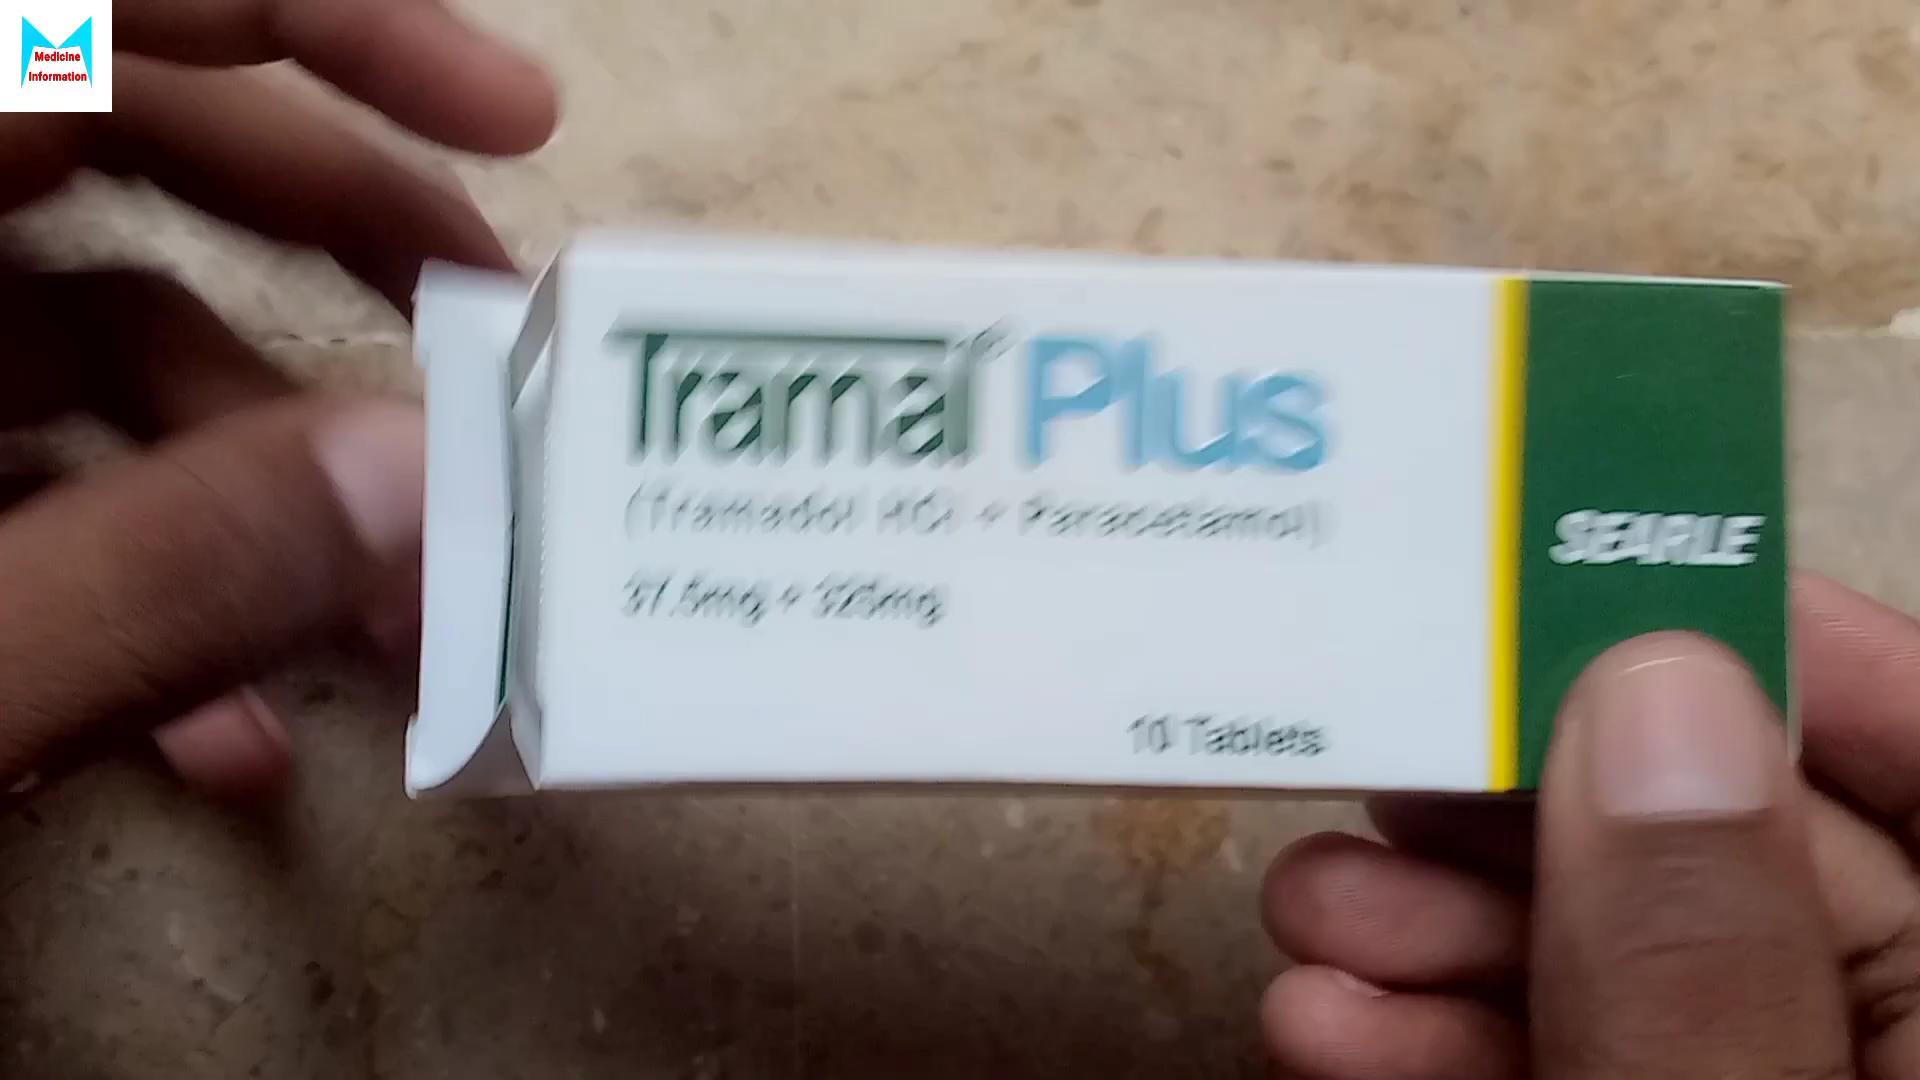 Medicine
Information
Tramal® Plus
(Tramadol HCl + Paracetamol)
37.5mg + 325mg
10 Tablets
SEARLE